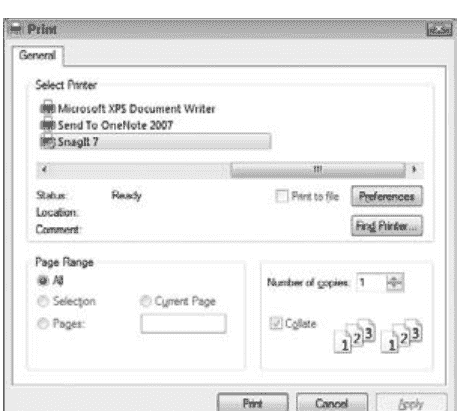 Print
General
Select Printer
Microsoft XPS Document Writer
Send To OneNote 2007
SnagIt 7
Status: Ready
Print to file Preferences
Location:
Comment:
Find Printer...
Page Range
All
Number of copies: 1
Selection Current Page
Pages:
Collate
1 2 3 1 2 3
Print Cancel Apply